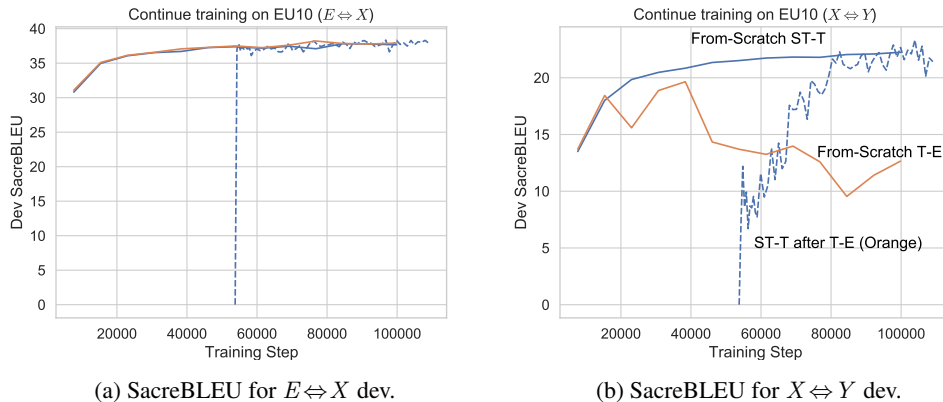 Continue training on EU10 (E⇔X)
Dev SacreBLEU
40
35
30
25
20
15
10
5
0
20000 40000 60000 80000 100000
Training Step
(a) SacreBLEU for E⇔X dev.
Continue training on EU10 (X⇔Y)
Dev SacreBLEU
From-Scratch ST-T
20
15
From-Scratch T-E
10
5
ST-T after T-E (Orange)
0
20000 40000 60000 80000 100000
Training Step
(b) SacreBLEU for X⇔Y dev.